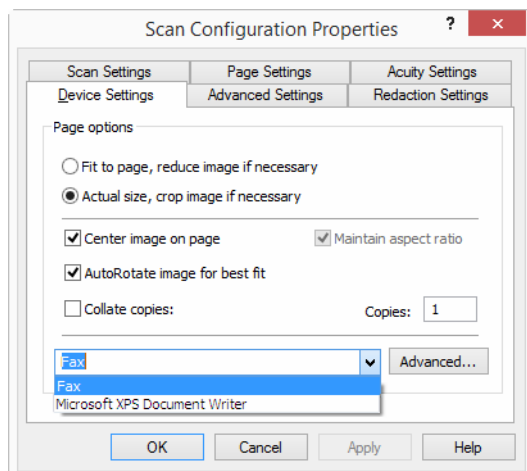 Scan Configuration Properties ? ×
Scan Settings Page Settings Acuity Settings
Device Settings Advanced Settings Redaction Settings
Page options
Fit to page, reduce image if necessary
Actual size, crop image if necessary
Center image on page Maintain aspect ratio
AutoRotate image for best fit
Collate copies: Copies: 1
Fax Advanced...
Fax
Microsoft XPS Document Writer
OK Cancel Apply Help